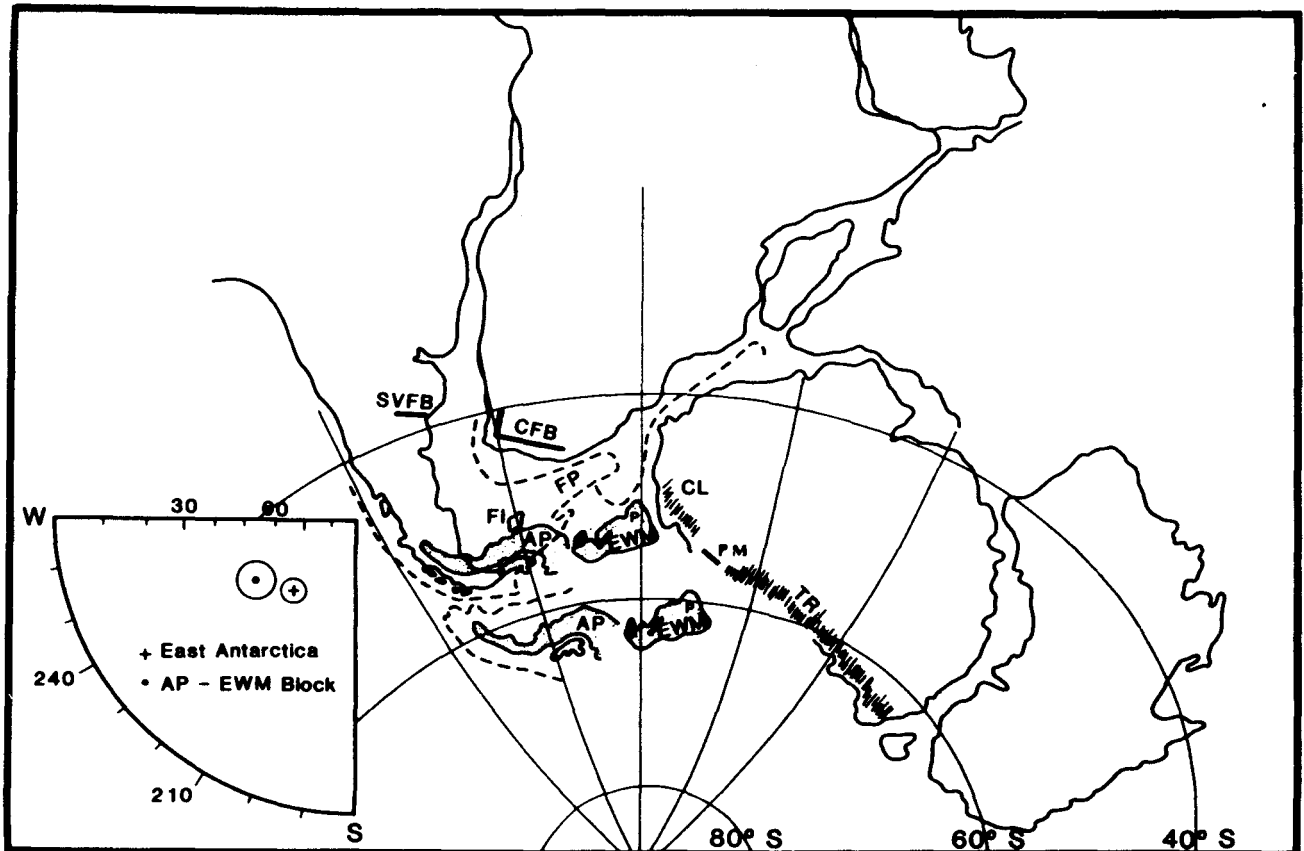 SVFB
CFB
FP
CL
FI
AP
P
EWM
PM
TR
AP
P
EWM
W
30
90
+ East Antarctica
• AP - EWM Block
240
210
S
80° S
60° S
40° S